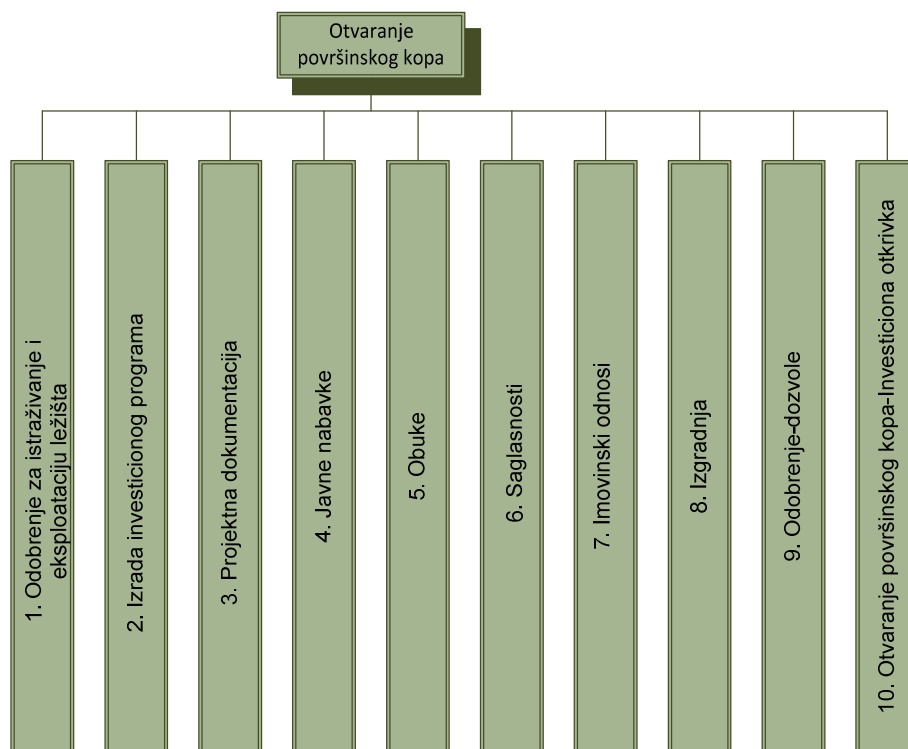 Otvaranje
površinskog kopa
1. Odobrenje za istraživanje i
eksploataciju ležišta
2. Izrada investicionog programa
3. Projektna dokumentacija
4. Javne nabavke
5. Obuke
6. Saglasnosti
7. Imovinski odnosi
8. Izgradnja
9. Odobrenje-dozvole
10. Otvaranje površinskog kopa-Investiciona otkrivka